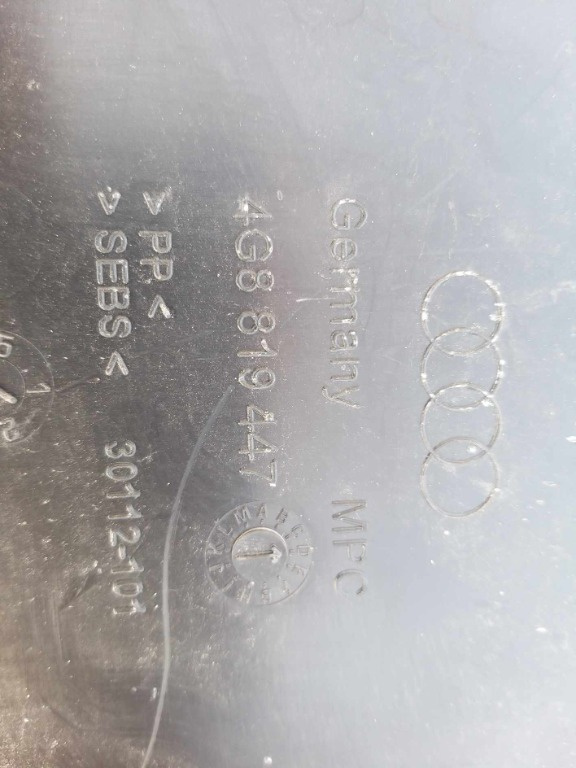 Germany MPC
4G8 819 447
>PP<
>SEBS< 30112-101